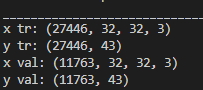 x tr: (27446, 32, 32, 3)
y tr: (27446, 43)
x val: (11763, 32, 32, 3)
y val: (11763, 43)